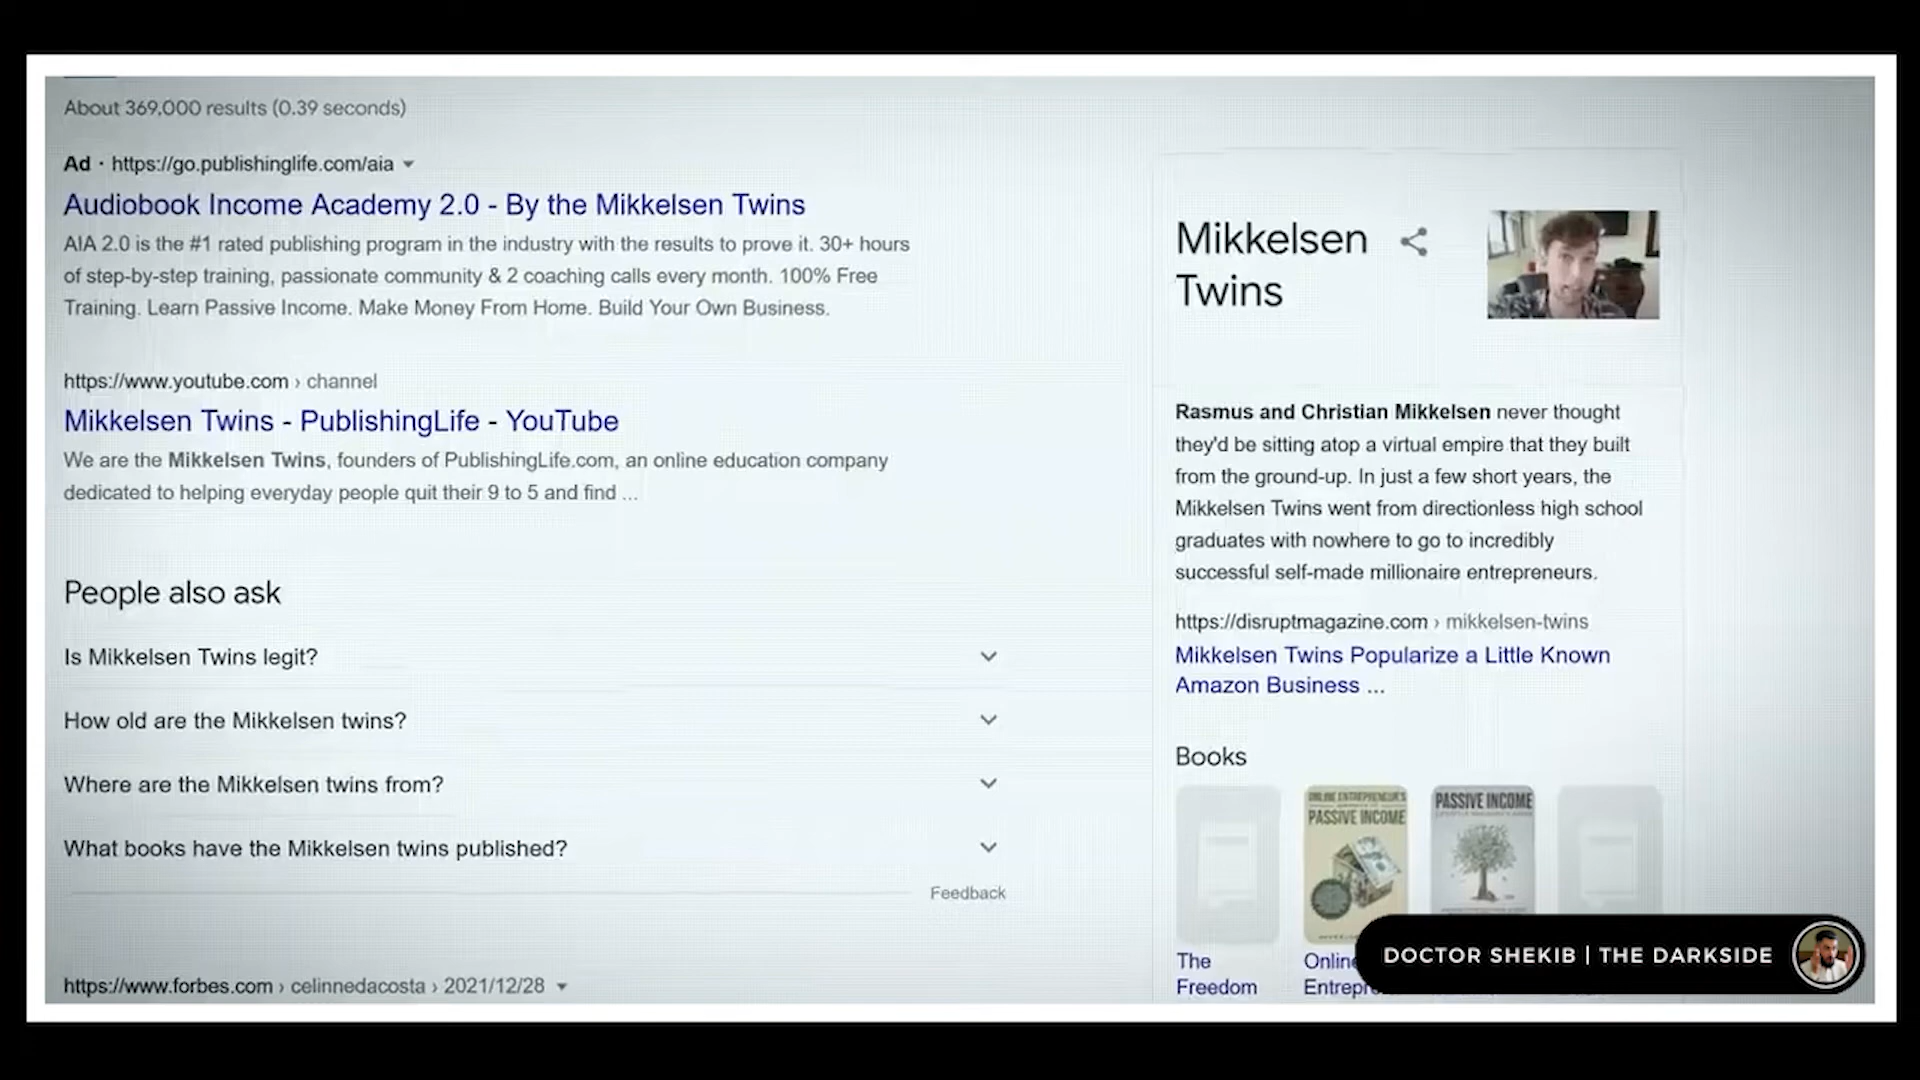 About 369,000 results (0.39 seconds)
Ad · https://go.publishinglife.com/aia
Audiobook Income Academy 2.0 - By the Mikkelsen Twins
AIA 2.0 is the #1 rated publishing program in the industry with the results to prove it. 30+ hours
of step-by-step training, passionate community & 2 coaching calls every month. 100% Free
Training. Learn Passive Income. Make Money From Home. Build Your Own Business.
https://www.youtube.com › channel
Mikkelsen Twins - PublishingLife - YouTube
We are the Mikkelsen Twins, founders of PublishingLife.com, an online education company
dedicated to helping everyday people quit their 9 to 5 and find ...
People also ask
Is Mikkelsen Twins legit?
How old are the Mikkelsen twins?
Where are the Mikkelsen twins from?
What books have the Mikkelsen twins published?
Feedback
https://www.forbes.com › celinnedacosta › 2021/12/28
Mikkelsen
Twins
Rasmus and Christian Mikkelsen never thought
they'd be sitting atop a virtual empire that they built
from the ground-up. In just a few short years, the
Mikkelsen Twins went from directionless high school
graduates with nowhere to go to incredibly
successful self-made millionaire entrepreneurs.
https://disruptmagazine.com › mikkelsen-twins
Mikkelsen Twins Popularize a Little Known
Amazon Business ...
Books
ONLINE ENTREPRENEUR'S
PASSIVE INCOME
PASSIVE INCOME
The
Freedom
Online
DOCTOR SHEKIB | THE DARKSIDE